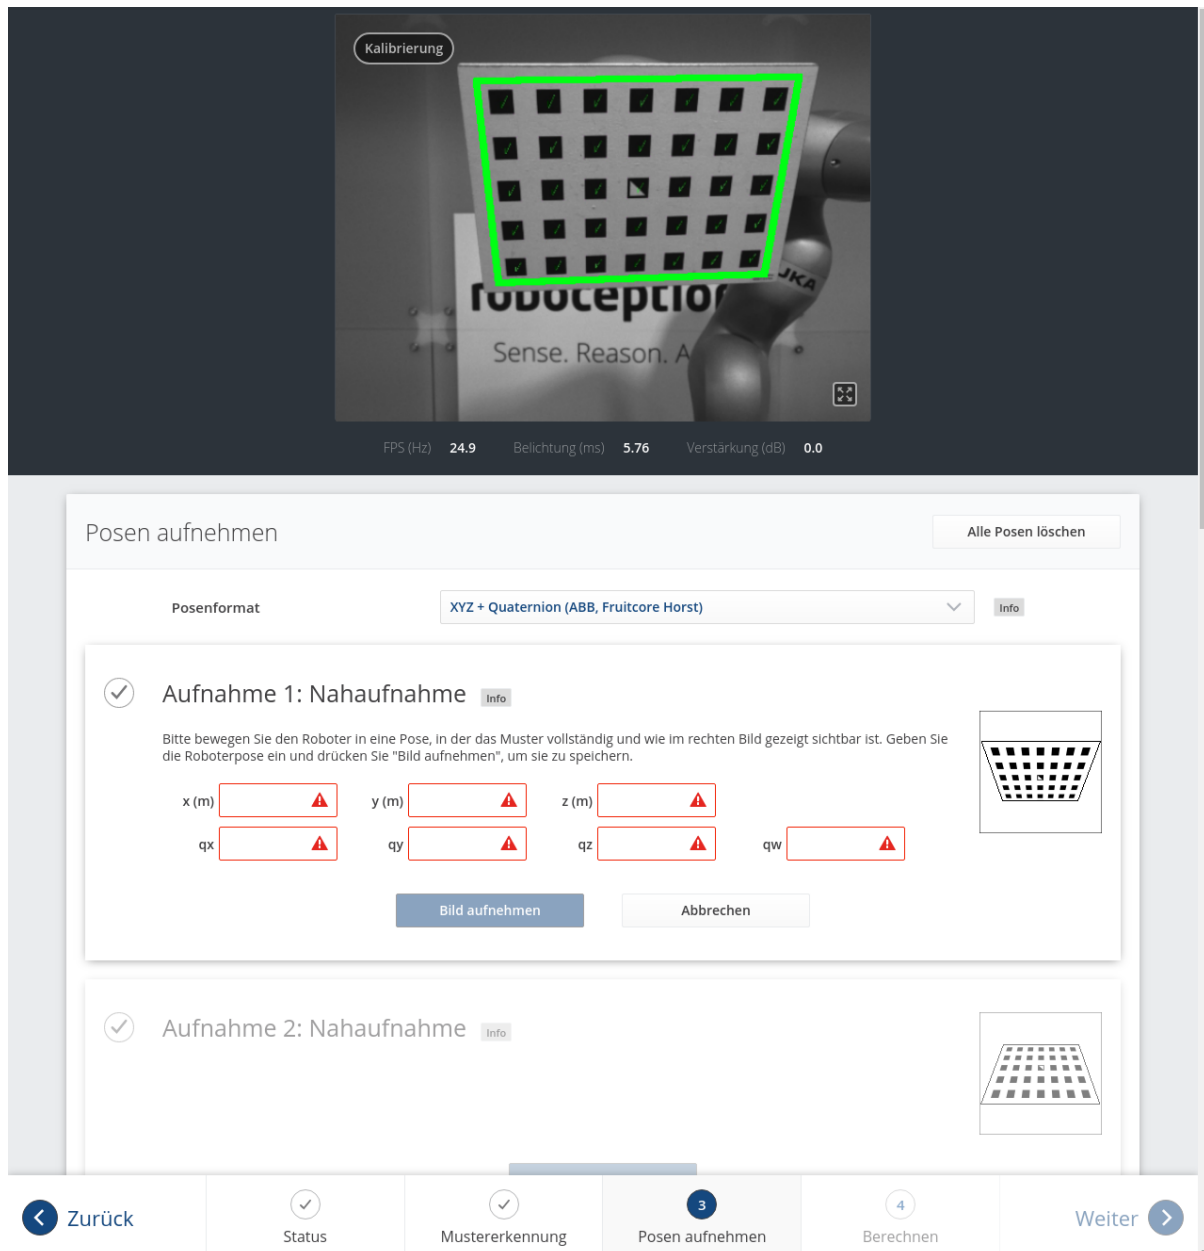 Kalibrierung
roboception
Sense. Reason. A
JKA
FPS (Hz) 24.9 Belichtung (ms) 5.76 Verstärkung (dB) 0.0
Posen aufnehmen
Alle Posen löschen
Posenformat
XYZ + Quaternion (ABB, Fruitcore Horst)
Info
Aufnahme 1: Nahaufnahme Info
Bitte bewegen Sie den Roboter in eine Pose, in der das Muster vollständig und wie im rechten Bild gezeigt sichtbar ist. Geben Sie
die Roboterpose ein und drücken Sie "Bild aufnehmen", um sie zu speichern.
x (m) y (m) z (m)
qx qy qz qw
Bild aufnehmen Abbrechen
Aufnahme 2: Nahaufnahme Info
Zurück
Status
Mustererkennung
3
Posen aufnehmen
4
Berechnen
Weiter